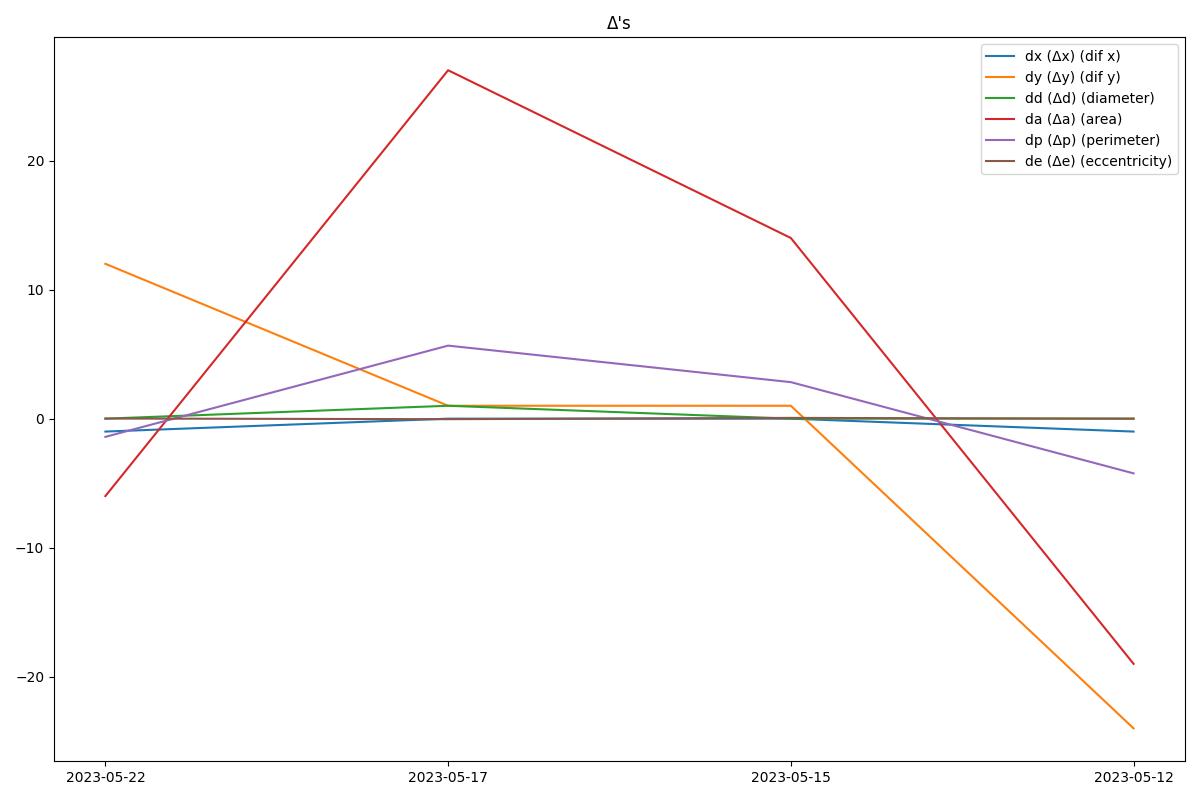 Δ's
dx (Δx) (dif x)
dy (Δy) (dif y)
dd (Δd) (diameter)
da (Δa) (area)
dp (Δp) (perimeter)
de (Δe) (eccentricity)
20
10
0
−10
−20
2023-05-22
2023-05-17
2023-05-15
2023-05-12